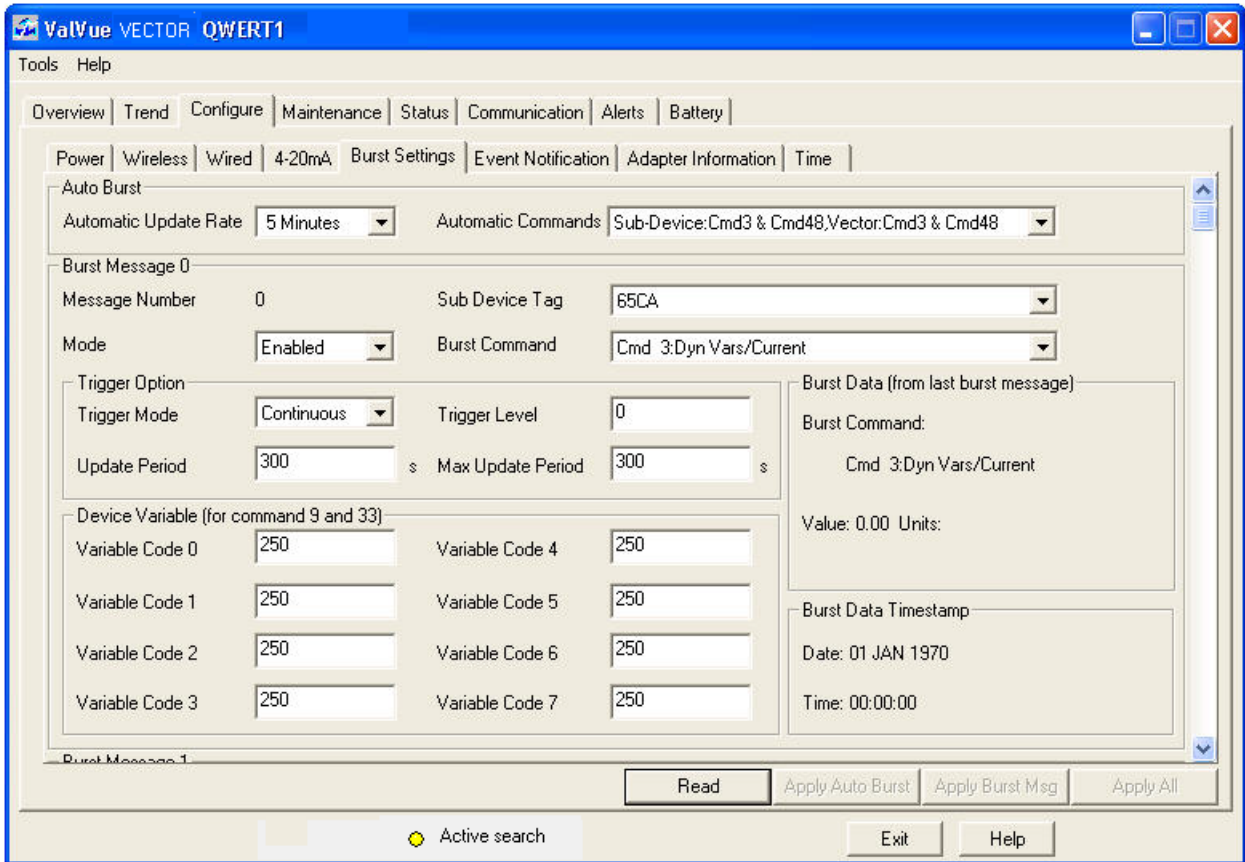 ValVue VECTOR QWERT1
Tools Help
Overview Trend Configure Maintenance Status Communication Alerts Battery
Power Wireless Wired 4-20mA Burst Settings Event Notification Adapter Information Time
Auto Burst
Automatic Update Rate 5 Minutes Automatic Commands Sub-Device:Cmd3 & Cmd48,Vector:Cmd3 & Cmd48
Burst Message 0
Message Number 0 Sub Device Tag 65CA
Mode Enabled Burst Command Cmd 3:Dyn Vars/Current
Trigger Option
Trigger Mode Continuous Trigger Level 0
Update Period 300 s Max Update Period 300 s
Burst Data (from last burst message)
Burst Command:
Cmd 3:Dyn Vars/Current
Value: 0.00 Units:
Device Variable (for command 9 and 33)
Variable Code 0 250 Variable Code 4 250
Variable Code 1 250 Variable Code 5 250
Variable Code 2 250 Variable Code 6 250
Variable Code 3 250 Variable Code 7 250
Burst Data Timestamp
Date: 01 JAN 1970
Time: 00:00:00
Burst Message 1
Read Apply Auto Burst Apply Burst Msg Apply All
Active search Exit Help